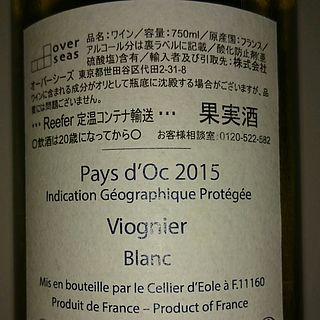 over
seas
品名:ワイン/容量:750ml/原産国:フランス/
アルコール分は裏ラベルに記載/酸化防止剤(亜
硫酸塩)含有/輸入者及び引取先:株式会社
オーバーシーズ 東京都世田谷区代田2-31-8
ワインに含まれる成分がオリとして瓶底に沈殿する場合がございますが、品
質には問題ございません。
… Reefer 定温コンテナ輸送 … 果実酒
〇飲酒は20歳になってから〇 お客様相談室:0120-522-582
Pays d'Oc 2015
Indication Géographique Protégée
Viognier
Blanc
Mis en bouteille par le Cellier d'Eole à F.11160
Produit de France – Product of France